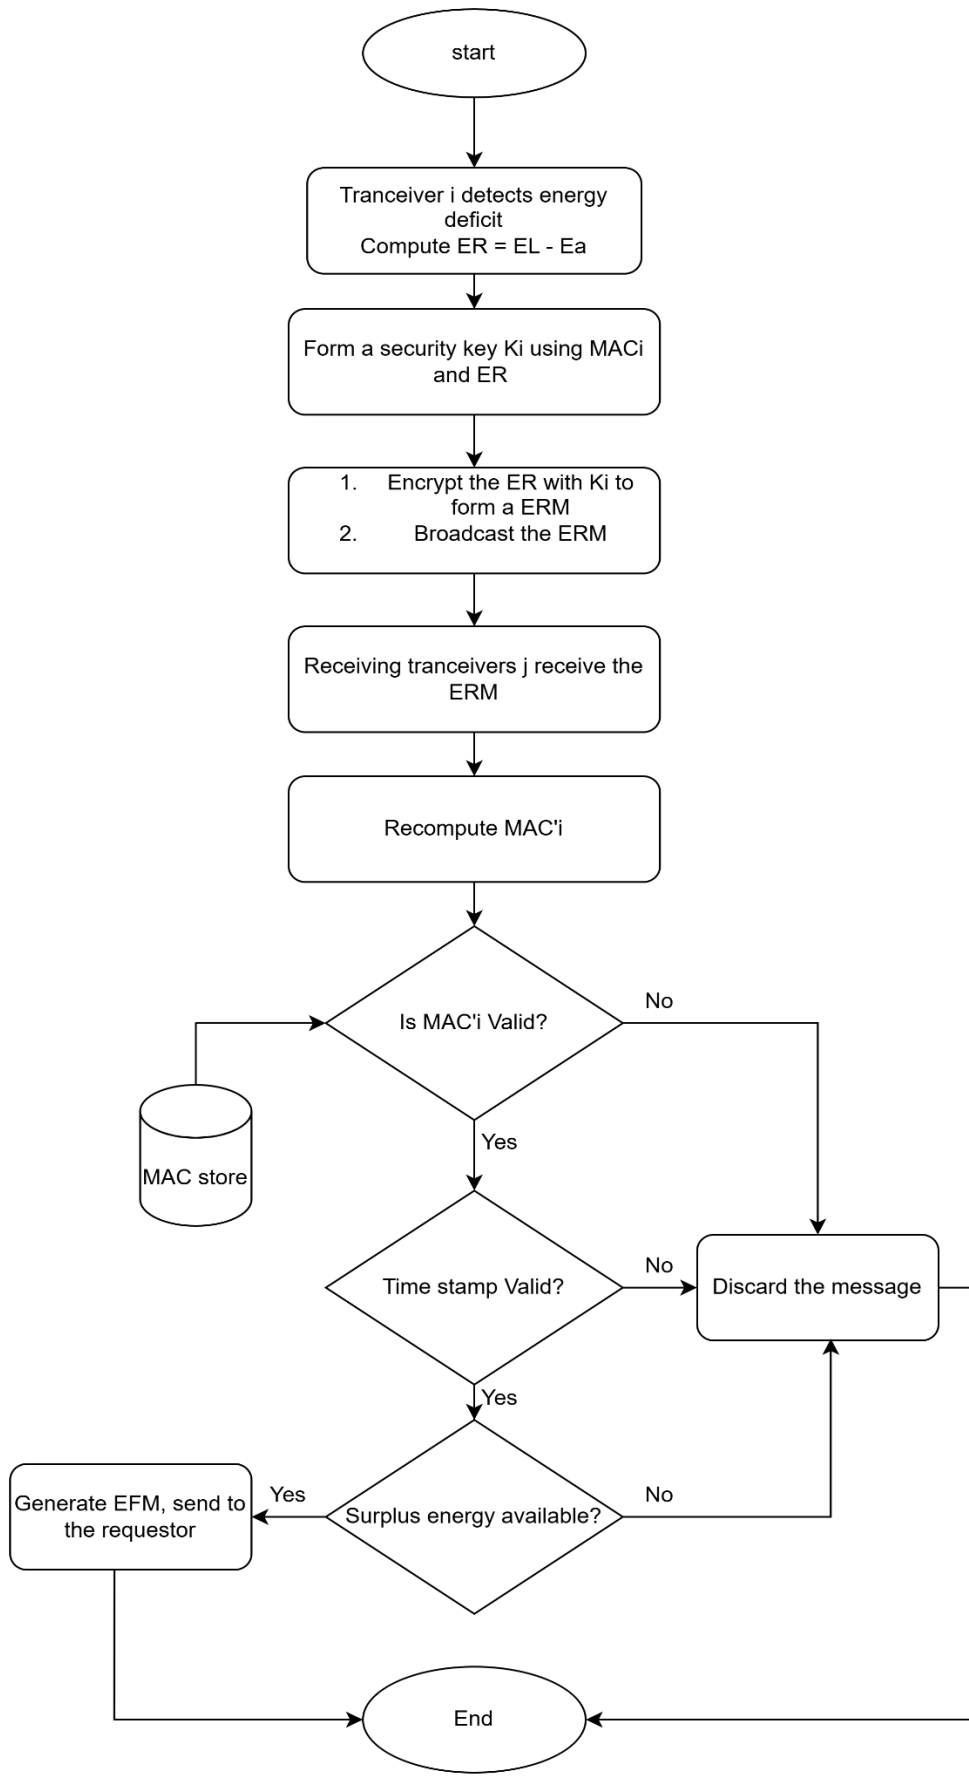 start
Tranceiver i detects energy
deficit
Compute ER = EL - Ea
Form a security key Ki using MACi
and ER
1. Encrypt the ER with Ki to
form a ERM
2. Broadcast the ERM
Receiving tranceivers j receive the
ERM
Recompute MAC'i
Is MAC'i Valid?
No
MAC store
Yes
Time stamp Valid?
No
Discard the message
Yes
Surplus energy available?
Yes
No
Generate EFM, send to
the requestor
End